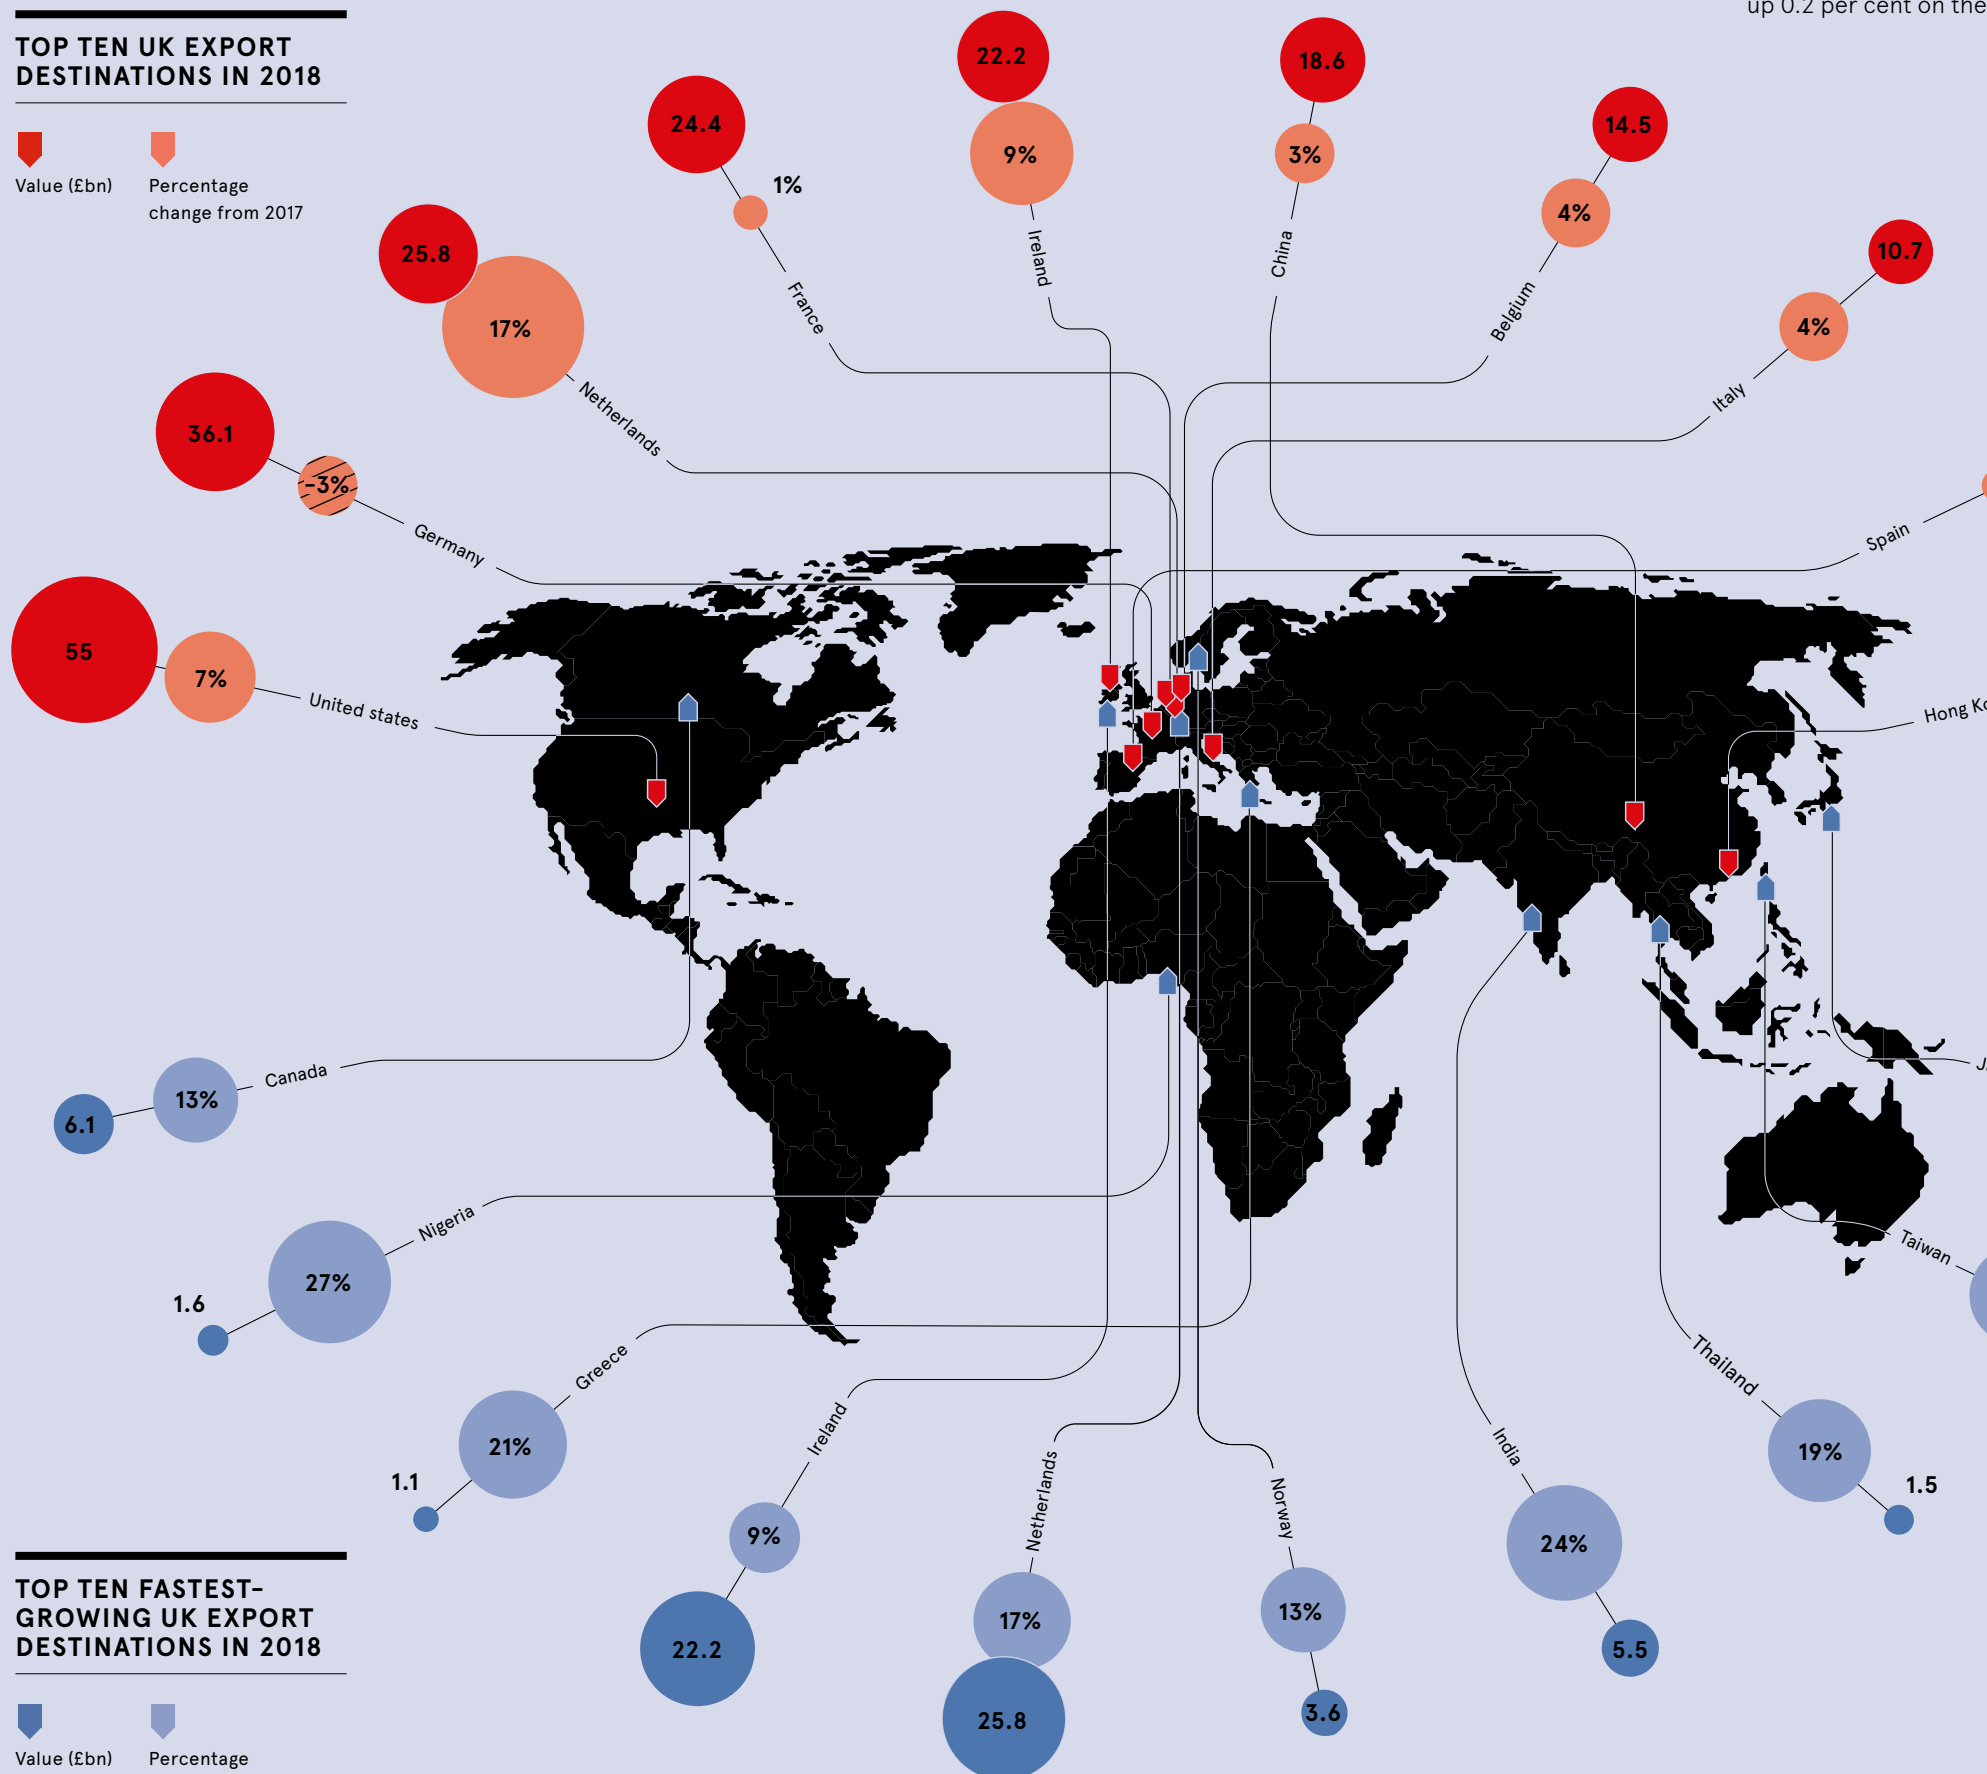 up 0.2 per cent on the
TOP TEN UK EXPORT
DESTINATIONS IN 2018
Value (£bn)
Percentage
change from 2017
22.2
9%
Ireland
18.6
3%
China
24.4
1%
France
14.5
4%
Belgium
25.8
17%
Netherlands
10.7
4%
Italy
36.1
-3%
Germany
Spain
55
7%
United states
Hong
6.1
13%
Canada
1.6
27%
Nigeria
Taiwan
1.1
21%
Greece
22.2
9%
Ireland
25.8
17%
Netherlands
3.6
13%
Norway
5.5
24%
India
1.5
19%
Thailand
TOP TEN FASTEST-
GROWING UK EXPORT
DESTINATIONS IN 2018
Value (£bn)
Percentage